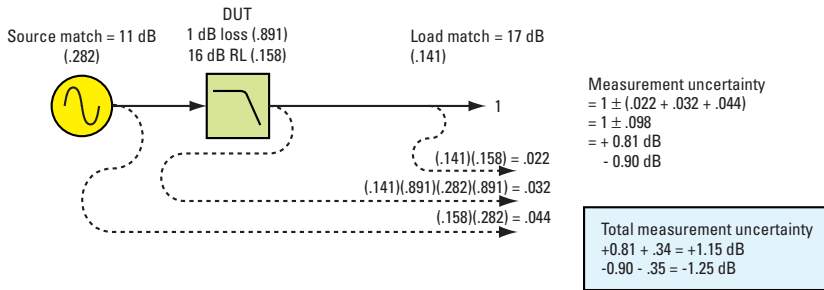 DUT
1 dB loss (.891)
16 dB RL (.158)
Source match = 11 dB
(.282)
Load match = 17 dB
(.141)
1
(.141)(.158) = .022
(.141)(.891)(.282)(.891) = .032
(.158)(.282) = .044
Measurement uncertainty
= 1 ± (.022 + .032 + .044)
= 1 ± .098
= + 0.81 dB
- 0.90 dB
Total measurement uncertainty
+0.81 + .34 = +1.15 dB
-0.90 - .35 = -1.25 dB